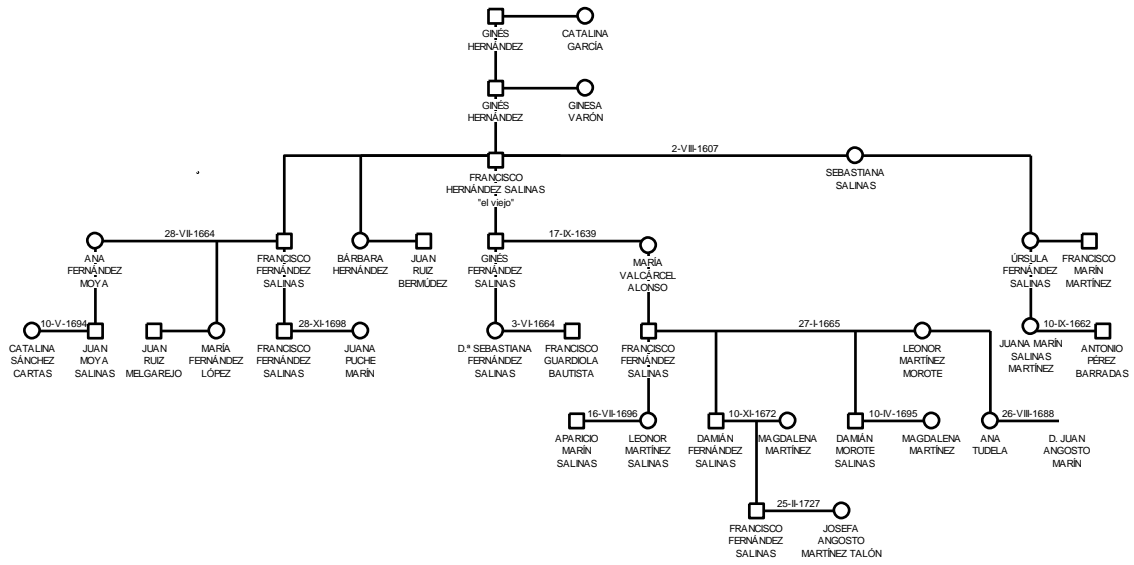 GINÉS
HERNÁNDEZ
CATALINA
GARCÍA
GINÉS
HERNÁNDEZ
GINESA
VARÓN
2-VIII-1607
FRANCISCO
HERNÁNDEZ SALINAS
"el viejo"
SEBASTIANA
SALINAS
28-VII-1664
17-IX-1639
ANA
FERNÁNDEZ
MOYA
FRANCISCO
FERNÁNDEZ
SALINAS
BÁRBARA
HERNÁNDEZ
JUAN
RUIZ
BERMÚDEZ
GINÉS
FERNÁNDEZ
SALINAS
MARÍA
VALCÁRCEL
ALONSO
ÚRSULA
FERNÁNDEZ
SALINAS
FRANCISCO
MARÍN
MARTÍNEZ
10-V-1694
28-XI-1698
3-VI-1664
27-I-1665
10-IX-1662
CATALINA
SÁNCHEZ
CARTAS
JUAN
MOYA
SALINAS
JUAN
RUIZ
MELGAREJO
MARÍA
FERNÁNDEZ
LÓPEZ
FRANCISCO
FERNÁNDEZ
SALINAS
JUANA
PUCHE
MARÍN
D.ª SEBASTIANA
FERNÁNDEZ
SALINAS
FRANCISCO
GUARDIOLA
BAUTISTA
FRANCISCO
FERNÁNDEZ
SALINAS
LEONOR
MARTÍNEZ
MOROTE
JUANA MARÍN
SALINAS
MARTÍNEZ
ANTONIO
PÉREZ
BARRADAS
16-VII-1696
10-XI-1672
10-IV-1695
26-VIII-1688
APARICIO
MARÍN
SALINAS
LEONOR
MARTÍNEZ
SALINAS
DAMIÁN
FERNÁNDEZ
SALINAS
MAGDALENA
MARTÍNEZ
DAMIÁN
MOROTE
SALINAS
MAGDALENA
MARTÍNEZ
ANA
TUDELA
D. JUAN
ANGOSTO
MARÍN
25-II-1727
FRANCISCO
FERNÁNDEZ
SALINAS
JOSEFA
ANGOSTO
MARTÍNEZ TALÓN